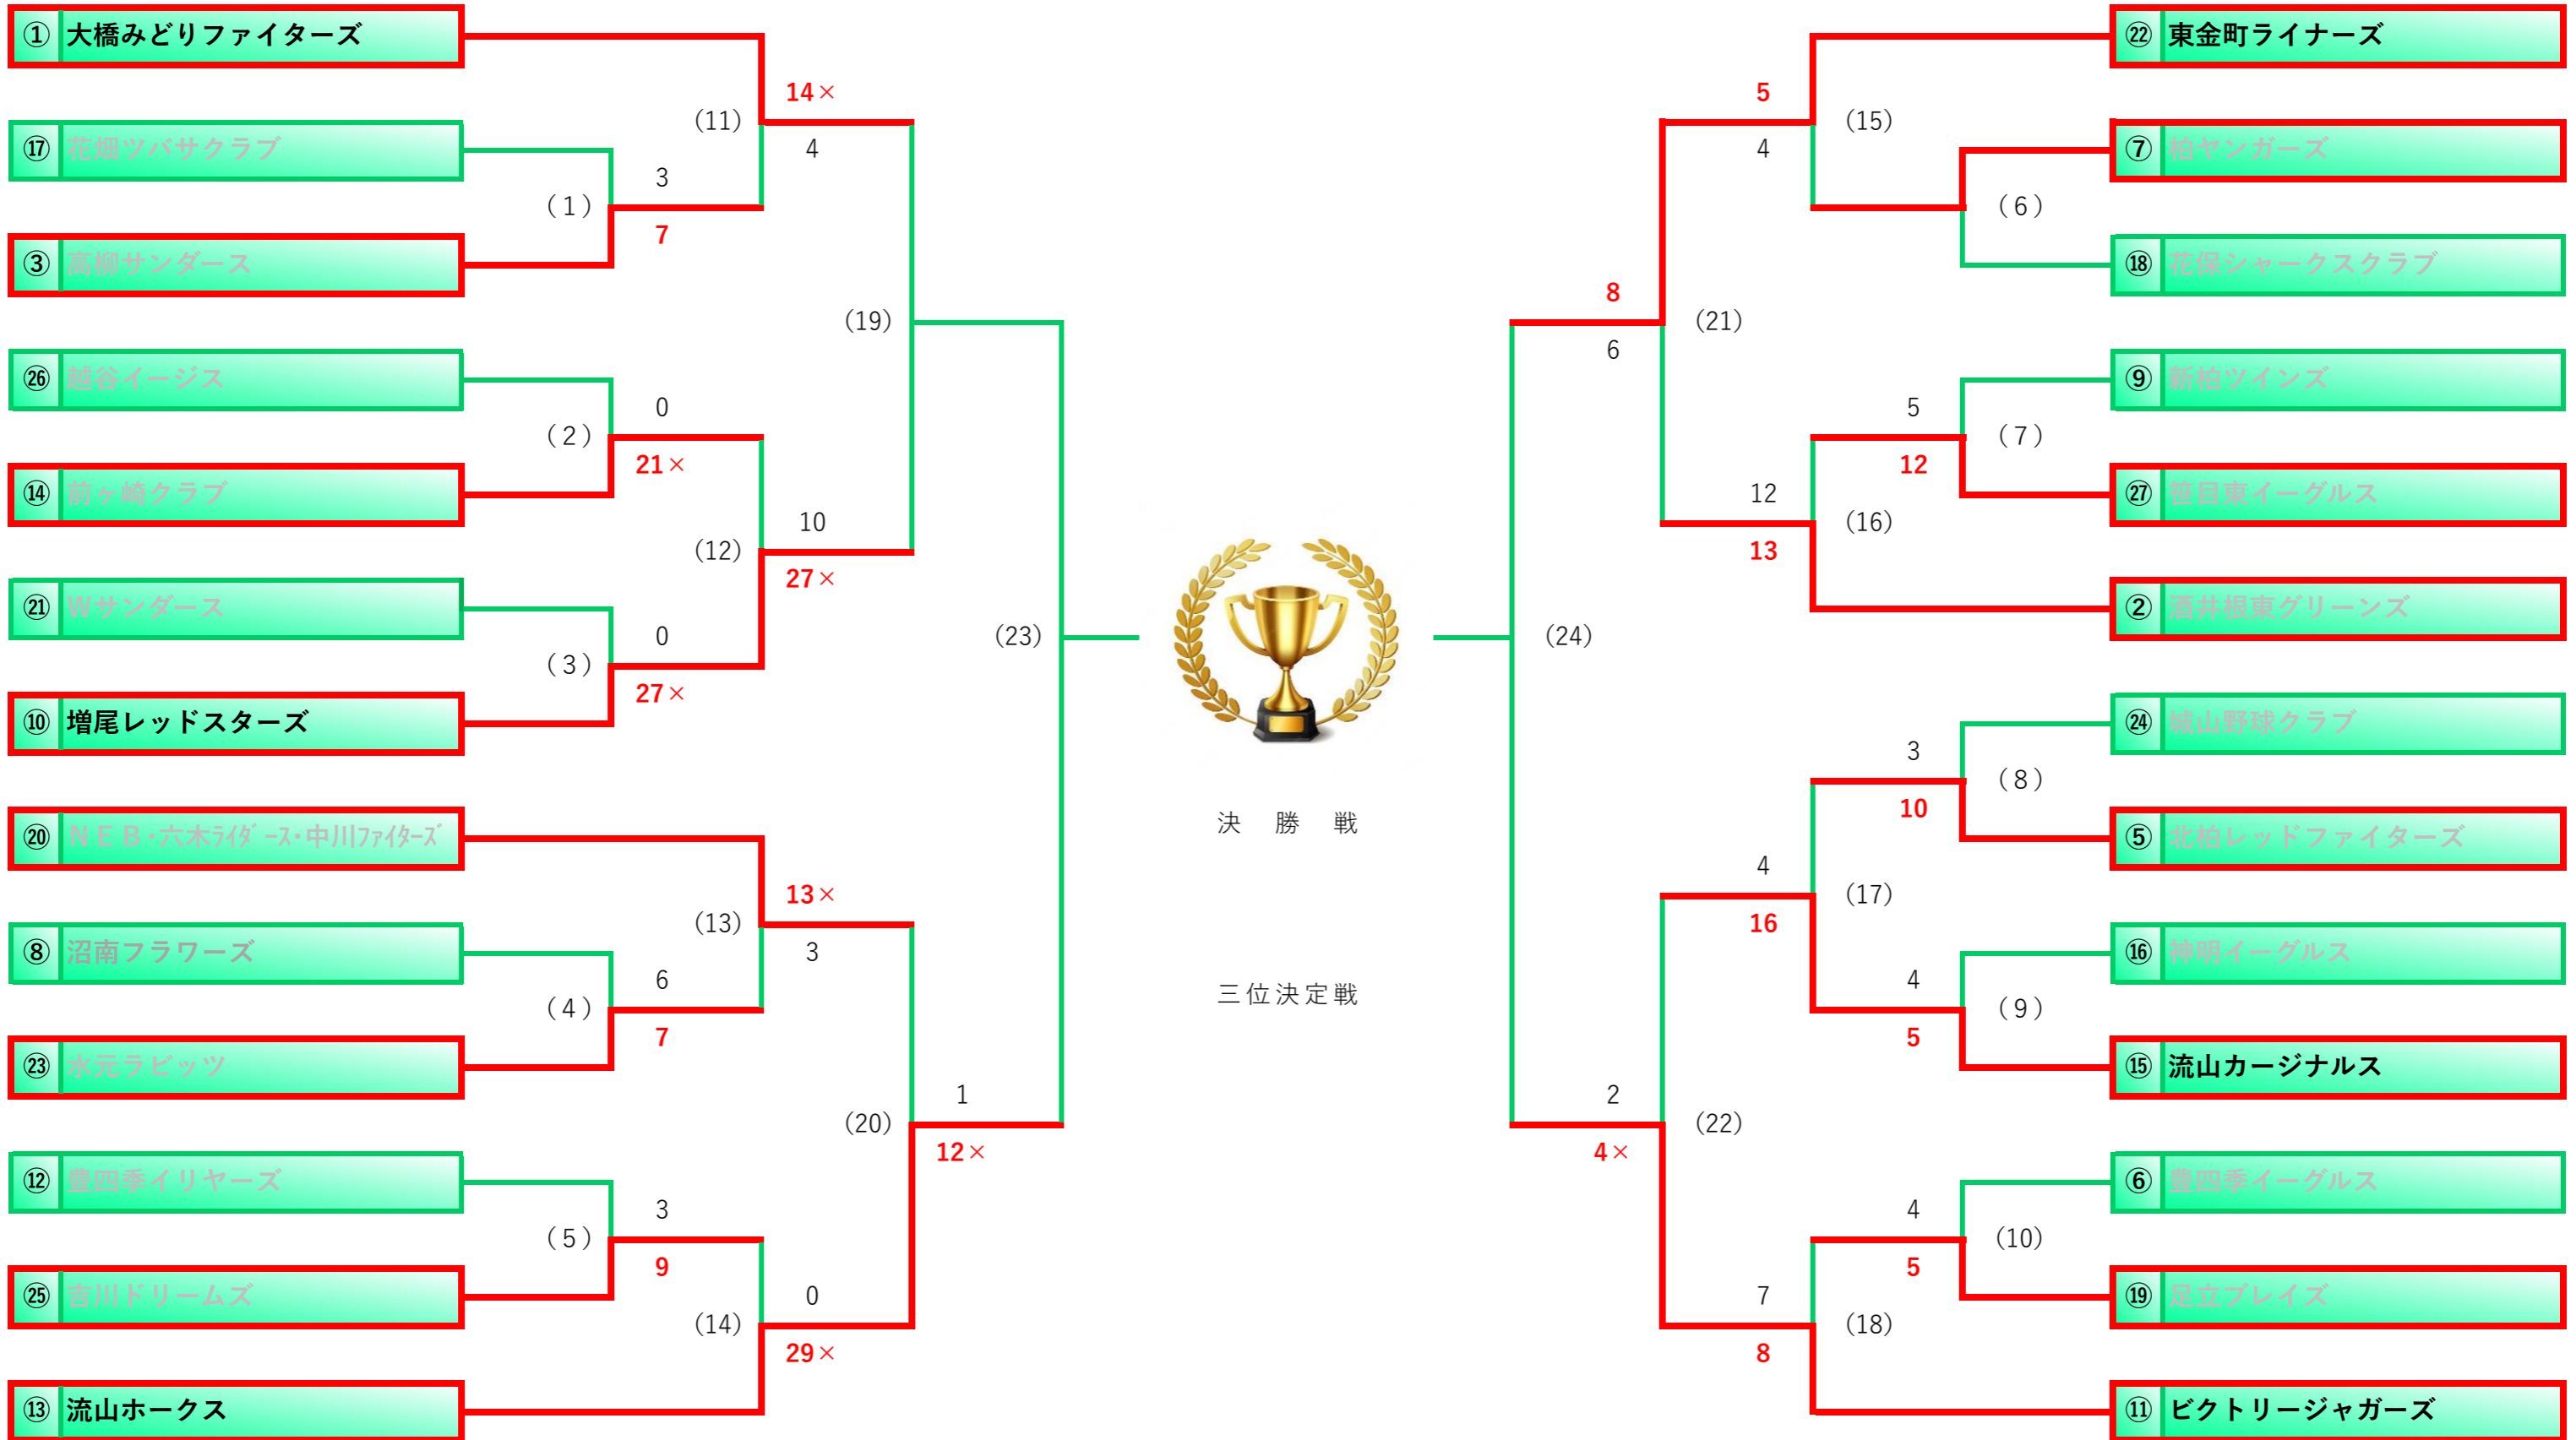 ① 大橋みどりファイターズ
⑰ 花畑ツバサクラブ
③ 高柳サンダース
㉖ 越谷イージス
⑭ 前ヶ崎クラブ
㉑ Wサンダース
⑩ 増尾レッドスターズ
⑳ ＮＥＢ・六木ﾗｲﾀﾞｰｽ・中川ﾌｧｲﾀｰｽﾞ
⑧ 沼南フラワーズ
㉓ 水元ラビッツ
⑫ 豊四季イリヤーズ
㉕ 吉川ドリームズ
⑬ 流山ホークス
(1)
3
7
(2)
0
21×
(3)
0
27×
(4)
6
7
(5)
3
9
(11)
14×
4
(12)
10
27×
(13)
13×
3
(14)
0
29×
(19)
(20)
1
12×
(23)
決 勝 戦
三位決定戦
(24)
8
6
(21)
2
4×
(22)
5
4
(15)
12
13
(16)
4
16
(17)
7
8
(18)
(6)
5
12
(7)
3
10
(8)
4
5
(9)
4
5
(10)
㉒ 東金町ライナーズ
⑦ 柏ヤンガーズ
⑱ 花保シャークスクラブ
⑨ 新柏ツインズ
㉗ 笹目東イーグルス
② 酒井根東グリーンズ
㉔ 城山野球クラブ
⑤ 北柏レッドファイターズ
⑯ 神明イーグルス
⑮ 流山カージナルス
⑥ 豊四季イーグルス
⑲ 足立ブレイズ
⑪ ビクトリージャガーズ